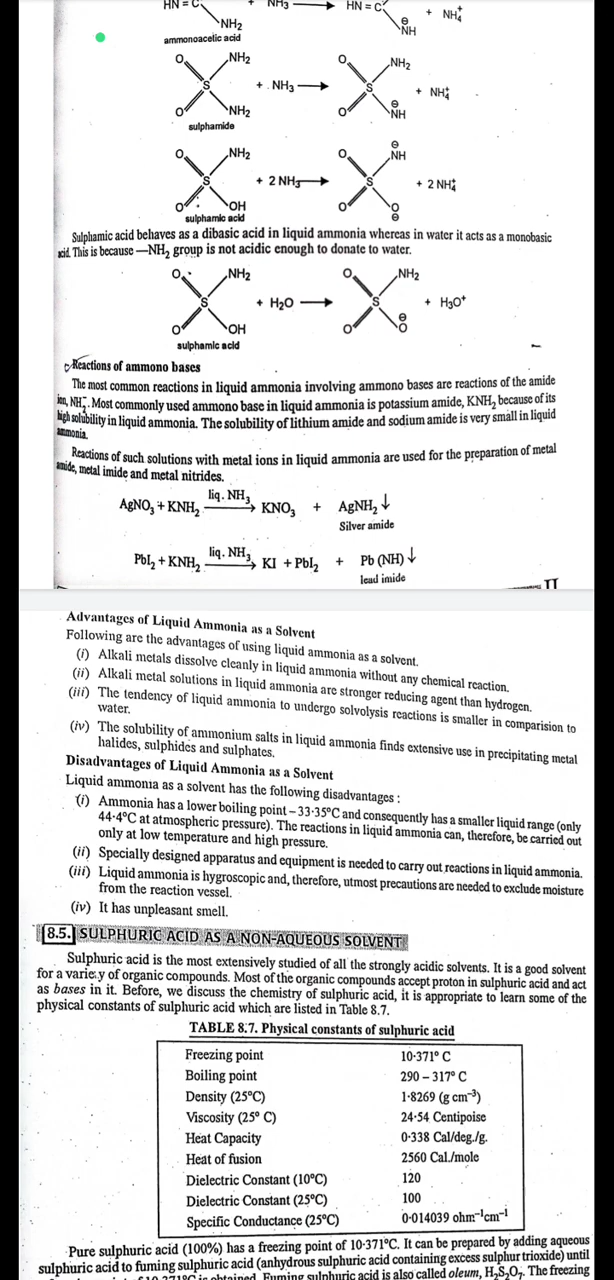 HN = C
+ NH₃ ⟶ HN = C + NH₄⁺
NH₂
⊖
NH
ammonoacetic acid
O NH₂ O NH₂
S + NH₃ ⟶ S + NH₄⁺
⊖
O NH₂ O NH
sulphamide
⊖
O NH₂ O NH
S + 2 NH₃ ⟶ S + 2 NH₄⁺
O OH O O
⊖
sulphamic acid
Sulphamic acid behaves as a dibasic acid in liquid ammonia whereas in water it acts as a monobasic
acid. This is because —NH₂ group is not acidic enough to donate to water.
O NH₂ O NH₂
S + H₂O ⟶ S + H₃O⁺
⊖
O OH O O
sulphamic acid
Reactions of ammono bases
The most common reactions in liquid ammonia involving ammono bases are reactions of the amide
ion, NH₂⁻. Most commonly used ammono base in liquid ammonia is potassium amide, KNH₂ because of its
high solubility in liquid ammonia. The solubility of lithium amide and sodium amide is very small in liquid
ammonia.
Reactions of such solutions with metal ions in liquid ammonia are used for the preparation of metal
amide, metal imide and metal nitrides.
AgNO₃ + KNH₂ liq. NH₃ ⟶ KNO₃ + AgNH₂ ↓
Silver amide
PbI₂ + KNH₂ liq. NH₃ ⟶ KI + PbI₂ + Pb (NH) ↓
lead imide
Advantages of Liquid Ammonia as a Solvent
Following are the advantages of using liquid ammonia as a solvent.
(i) Alkali metals dissolve cleanly in liquid ammonia without any chemical reaction.
(ii) Alkali metal solutions in liquid ammonia are stronger reducing agent than hydrogen.
(iii) The tendency of liquid ammonia to undergo solvolysis reactions is smaller in comparision to
water.
(iv) The solubility of ammonium salts in liquid ammonia finds extensive use in precipitating metal
halides, sulphides and sulphates.
Disadvantages of Liquid Ammonia as a Solvent
Liquid ammonia as a solvent has the following disadvantages :
(i) Ammonia has a lower boiling point – 33·35°C and consequently has a smaller liquid range (only
44·4°C at atmospheric pressure). The reactions in liquid ammonia can, therefore, be carried out
only at low temperature and high pressure.
(ii) Specially designed apparatus and equipment is needed to carry out reactions in liquid ammonia.
(iii) Liquid ammonia is hygroscopic and, therefore, utmost precautions are needed to exclude moisture
from the reaction vessel.
(iv) It has unpleasant smell.
8.5. SULPHURIC ACID AS A NON-AQUEOUS SOLVENT
Sulphuric acid is the most extensively studied of all the strongly acidic solvents. It is a good solvent
for a variety of organic compounds. Most of the organic compounds accept proton in sulphuric acid and act
as bases in it. Before, we discuss the chemistry of sulphuric acid, it is appropriate to learn some of the
physical constants of sulphuric acid which are listed in Table 8.7.
TABLE 8.7. Physical constants of sulphuric acid
Freezing point 10·371° C
Boiling point 290 – 317° C
Density (25°C) 1·8269 (g cm⁻³)
Viscosity (25° C) 24·54 Centipoise
Heat Capacity 0·338 Cal/deg./g.
Heat of fusion 2560 Cal./mole
Dielectric Constant (10°C) 120
Dielectric Constant (25°C) 100
Specific Conductance (25°C) 0·014039 ohm⁻¹cm⁻¹
Pure sulphuric acid (100%) has a freezing point of 10·371°C. It can be prepared by adding aqueous
sulphuric acid to fuming sulphuric acid (anhydrous sulphuric acid containing excess sulphur trioxide) until
10·371°C is obtained. Fuming sulphuric acid is also called oleum, H₂S₂O₇. The freezing